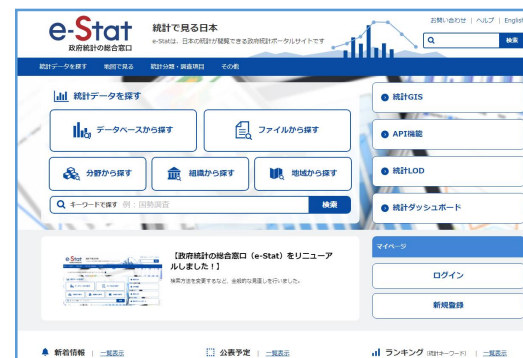 お問い合わせ | ヘルプ | English
e-Stat
政府統計の総合窓口
統計で見る日本
e-Statは、日本の統計が閲覧できる政府統計ポータルサイトです
検索
統計データを探す 地図で見る 統計分類・調査項目 その他
統計データを探す
データベースから探す
ファイルから探す
分野から探す
組織から探す
地域から探す
キーワードで探す 例：国勢調査
検索
統計GIS
API機能
統計LOD
統計ダッシュボード
【政府統計の総合窓口（e-Stat）をリニューア
ルしました！】
検索方法を変更するなど、全般的な見直しを行いました。
マイページ
ログイン
新規登録
新着情報 | 一覧表示
公表予定 | 一覧表示
ランキング (統計キーワード) | 一覧表示